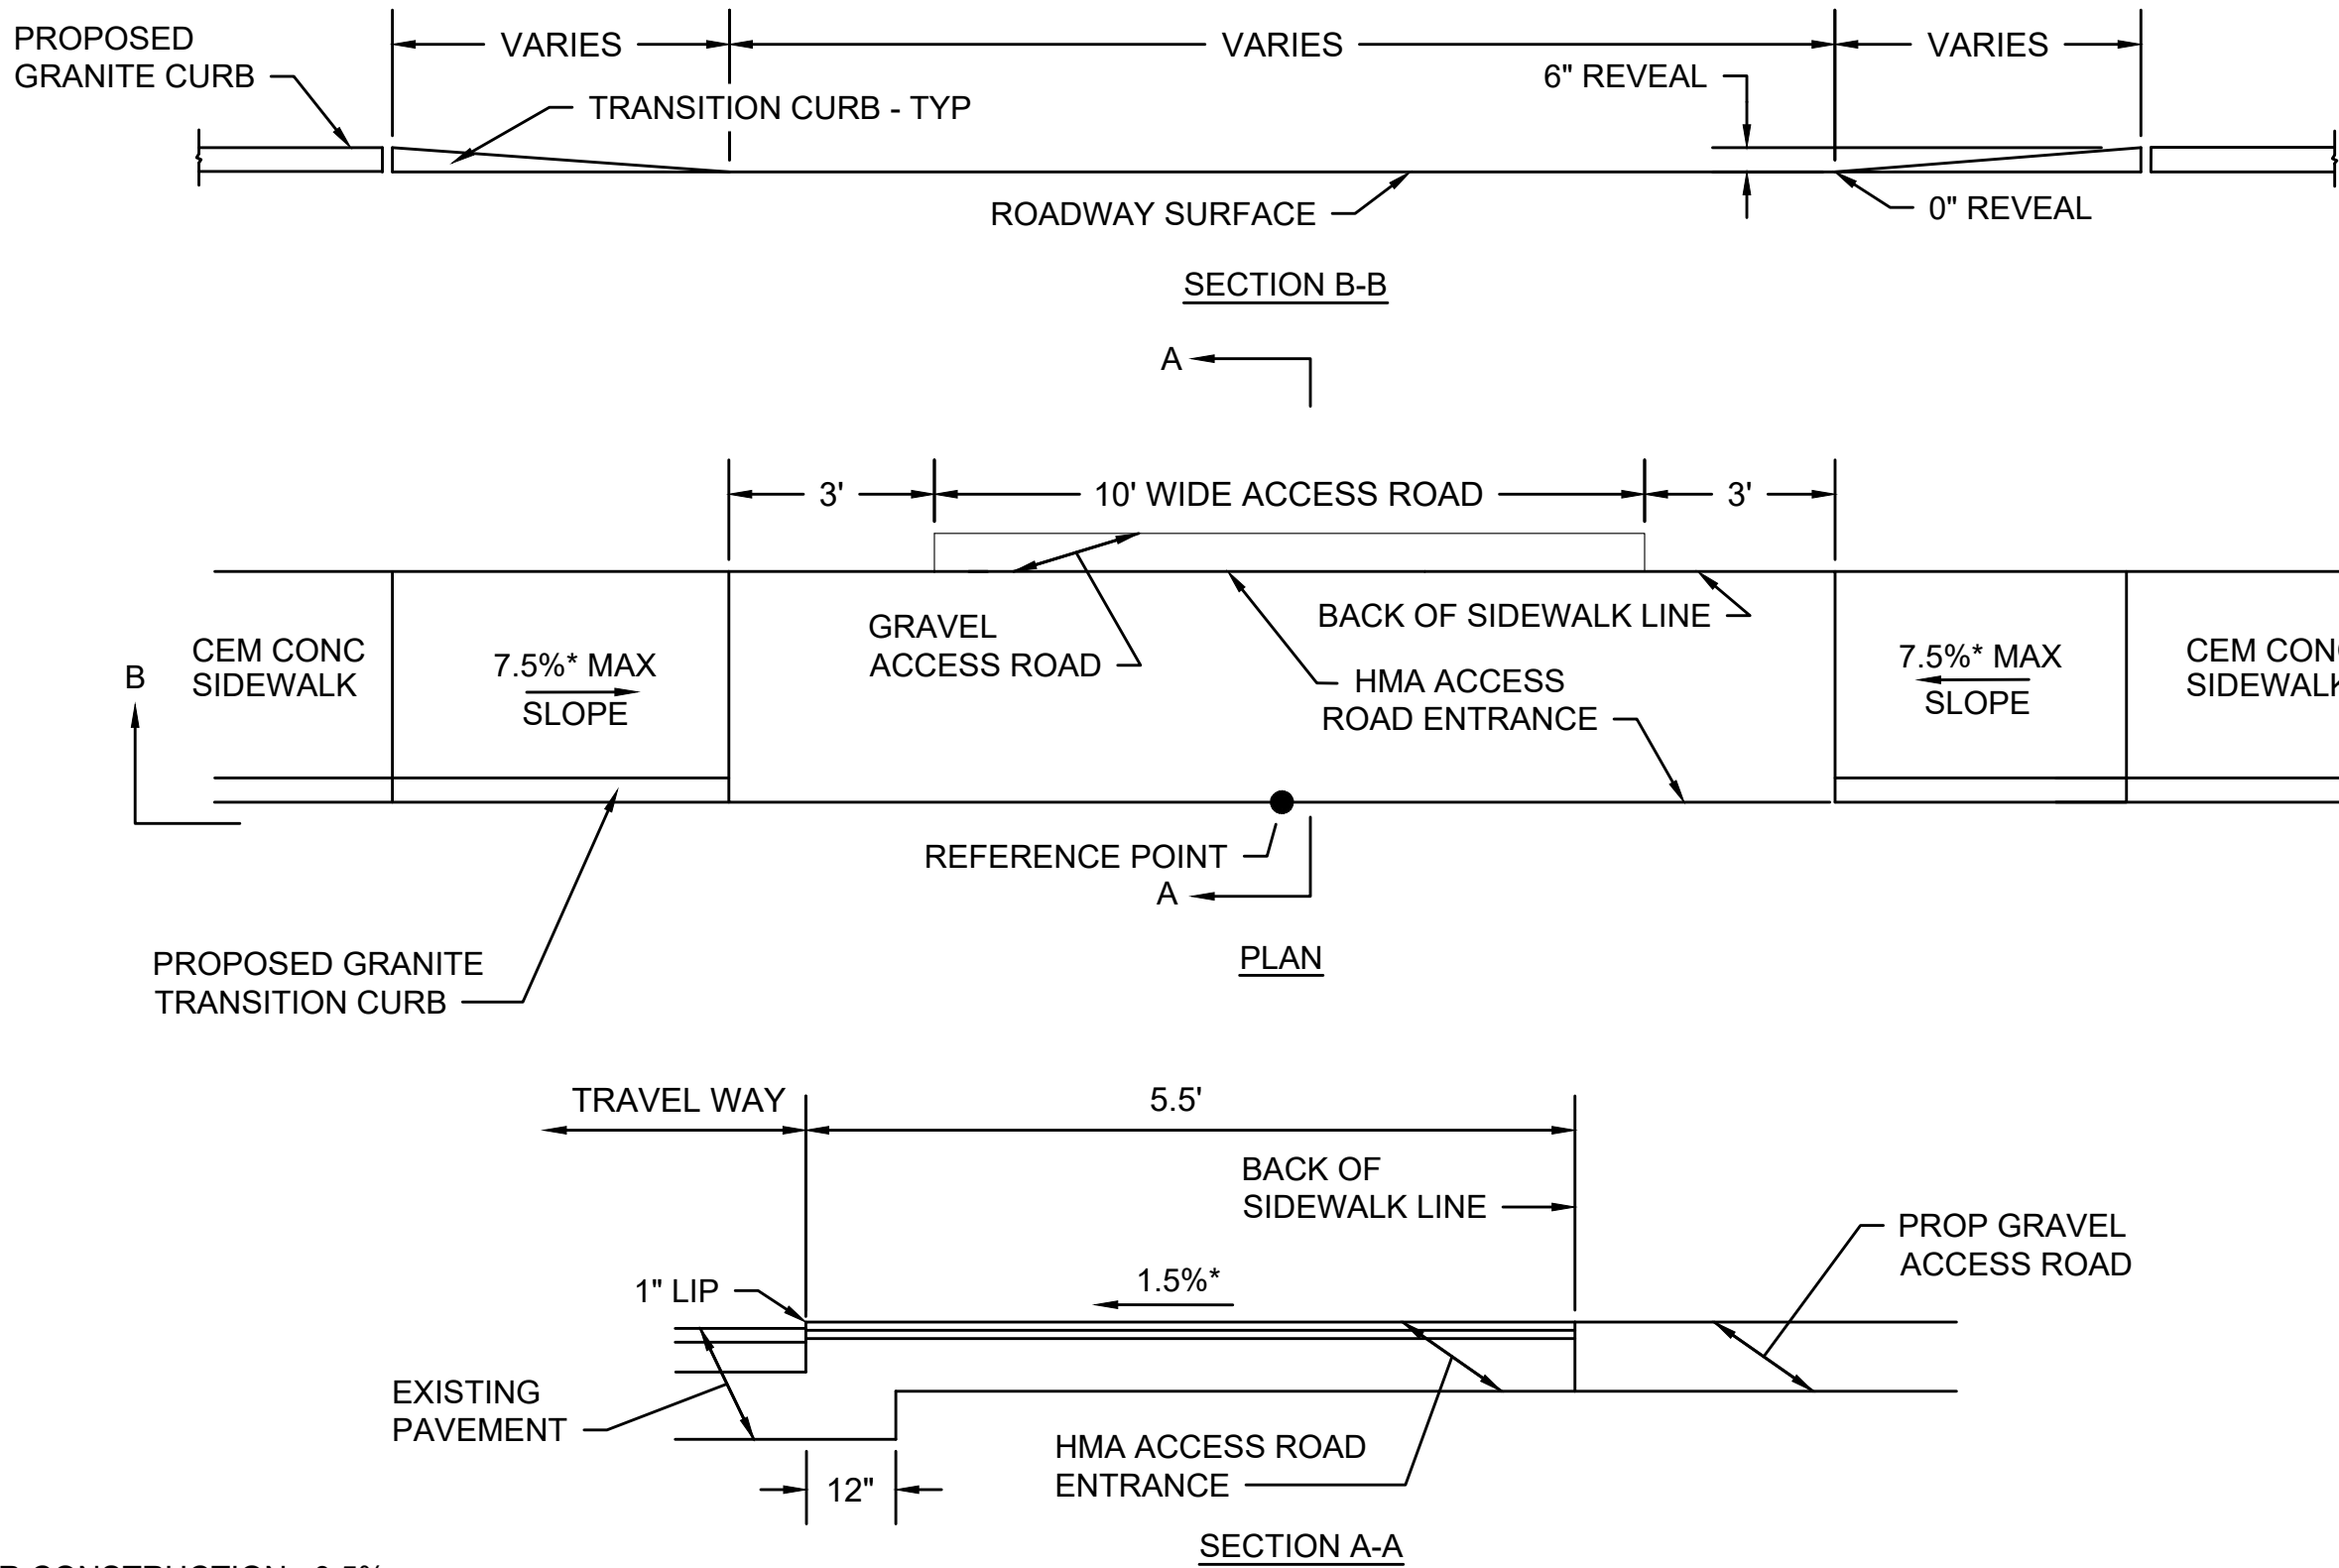 PROPOSED
GRANITE CURB
VARIES
VARIES
VARIES
6" REVEAL
TRANSITION CURB - TYP
ROADWAY SURFACE
0" REVEAL
SECTION B-B
A
3'
10' WIDE ACCESS ROAD
3'
CEM CONC
SIDEWALK
7.5%* MAX
SLOPE
GRAVEL
ACCESS ROAD
BACK OF SIDEWALK LINE
HMA ACCESS
ROAD ENTRANCE
7.5%* MAX
SLOPE
CEM
B
REFERENCE POINT
A
PROPOSED GRANITE
TRANSITION CURB
PLAN
TRAVEL WAY
5.5'
BACK OF
SIDEWALK LINE
PROP GRAVEL
ACCESS ROAD
1" LIP
1.5%*
EXISTING
PAVEMENT
HMA ACCESS ROAD
ENTRANCE
12"
SECTION A-A